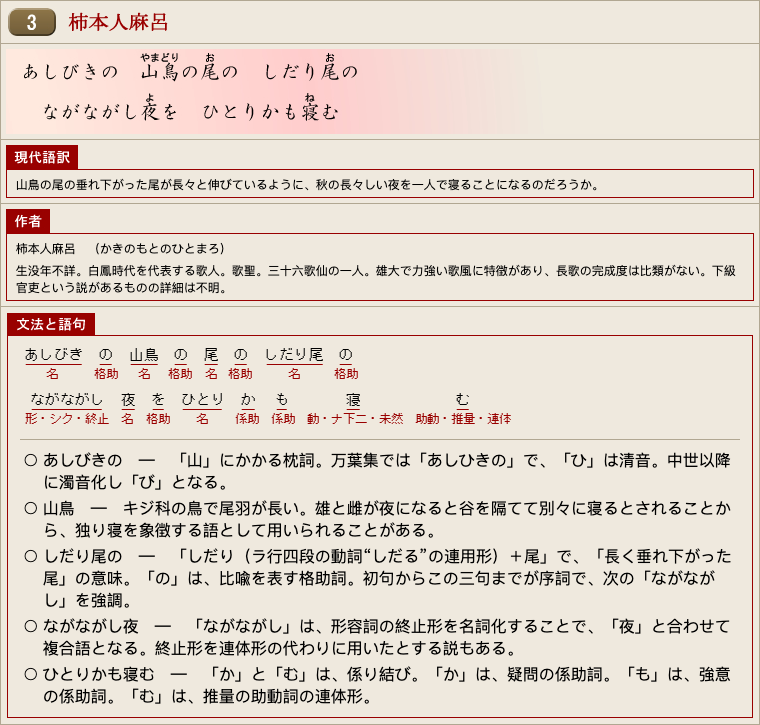 3 柿本人麻呂
やまどり お お
あしびきの 山鳥の尾の しだり尾の
よ ね
ながながし夜を ひとりかも寝む
現代語訳
山鳥の尾の垂れ下がった尾が長々と伸びているように、秋の長々しい夜を一人で寝ることになるのだろうか。
作者
柿本人麻呂 (かきのもとのひとまろ)
生没年不詳。白鳳時代を代表する歌人。歌聖。三十六歌仙の一人。雄大で力強い歌風に特徴があり、長歌の完成度は比類がない。下級
官吏という説があるものの詳細は不明。
文法と語句
あしびき の 山鳥 の 尾 の しだり尾 の
名 格助 名 格助 名 格助 名 格助
ながながし 夜 を ひとり か も 寝 む
形・シク・終止 名 格助 名 係助 係助 動・ナ下二・未然 助動・推量・連体
○ あしびきの ― 「山」にかかる枕詞。万葉集では「あしひきの」で、「ひ」は清音。中世以降
に濁音化し「び」となる。
○ 山鳥 ― キジ科の鳥で尾羽が長い。雄と雌が夜になると谷を隔てて別々に寝るとされることか
ら、独り寝を象徴する語として用いられることがある。
○ しだり尾の ― 「しだり（ラ行四段の動詞“しだる”の連用形）＋尾」で、「長く垂れ下がった
尾」の意味。「の」は、比喩を表す格助詞。初句からこの三句までが序詞で、次の「ながなが
し」を強調。
○ ながながし夜 ― 「ながながし」は、形容詞の終止形を名詞化することで、「夜」と合わせて
複合語となる。終止形を連体形の代わりに用いたとする説もある。
○ ひとりかも寝む ― 「か」と「む」は、係り結び。「か」は、疑問の係助詞。「も」は、強意
の係助詞。「む」は、推量の助動詞の連体形。